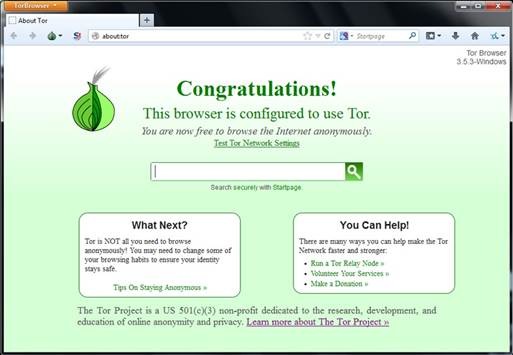 TorBrowser
About Tor
about:tor
Startpage
Tor Browser
3.5.3-Windows
Congratulations!
This browser is configured to use Tor.
You are now free to browse the Internet anonymously.
Test Tor Network Settings
Search securely with Startpage.
What Next?
Tor is NOT all you need to browse
anonymously! You may need to change some of
your browsing habits to ensure your identity
stays safe.
Tips On Staying Anonymous »
You Can Help!
There are many ways you can help make the Tor
Network faster and stronger:
Run a Tor Relay Node »
Volunteer Your Services »
Make a Donation »
The Tor Project is a US 501(c)(3) non-profit dedicated to the research, development, and
education of online anonymity and privacy. Learn more about The Tor Project »